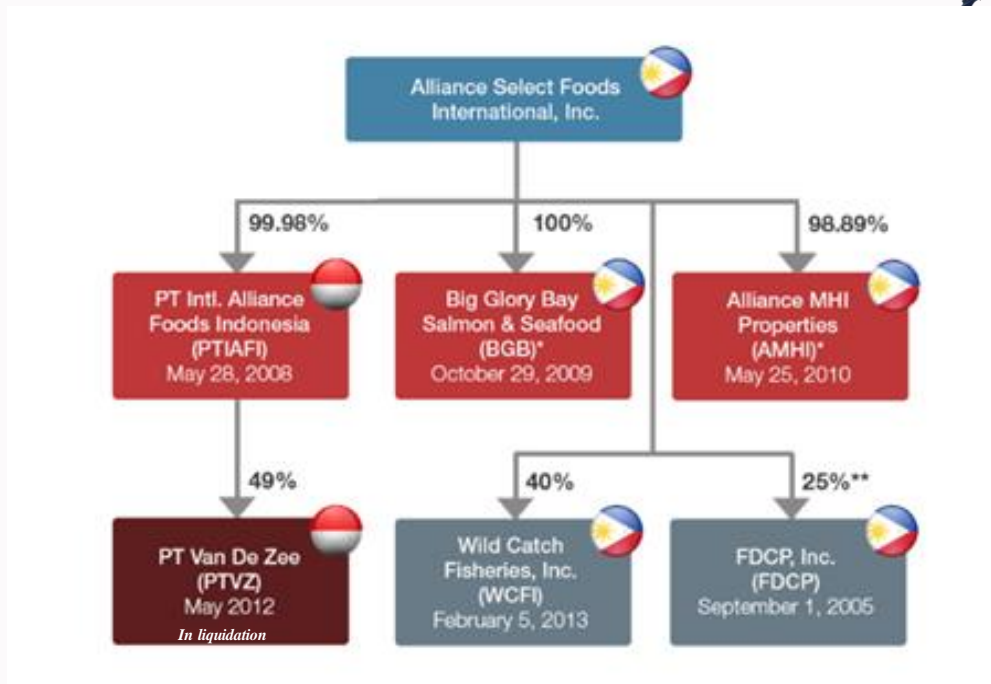 Alliance Select Foods
International, Inc.
99.98%
100%
98.89%
PT Intl. Alliance
Foods Indonesia
(PTIAFI)
May 28, 2008
Big Glory Bay
Salmon & Seafood
(BGB)*
October 29, 2009
Alliance MHI
Properties
(AMHI)*
May 25, 2010
49%
40%
25%**
PT Van De Zee
(PTVZ)
May 2012
In liquidation
Wild Catch
Fisheries, Inc.
(WCFI)
February 5, 2013
FDCP, Inc.
(FDCP)
September 1, 2005